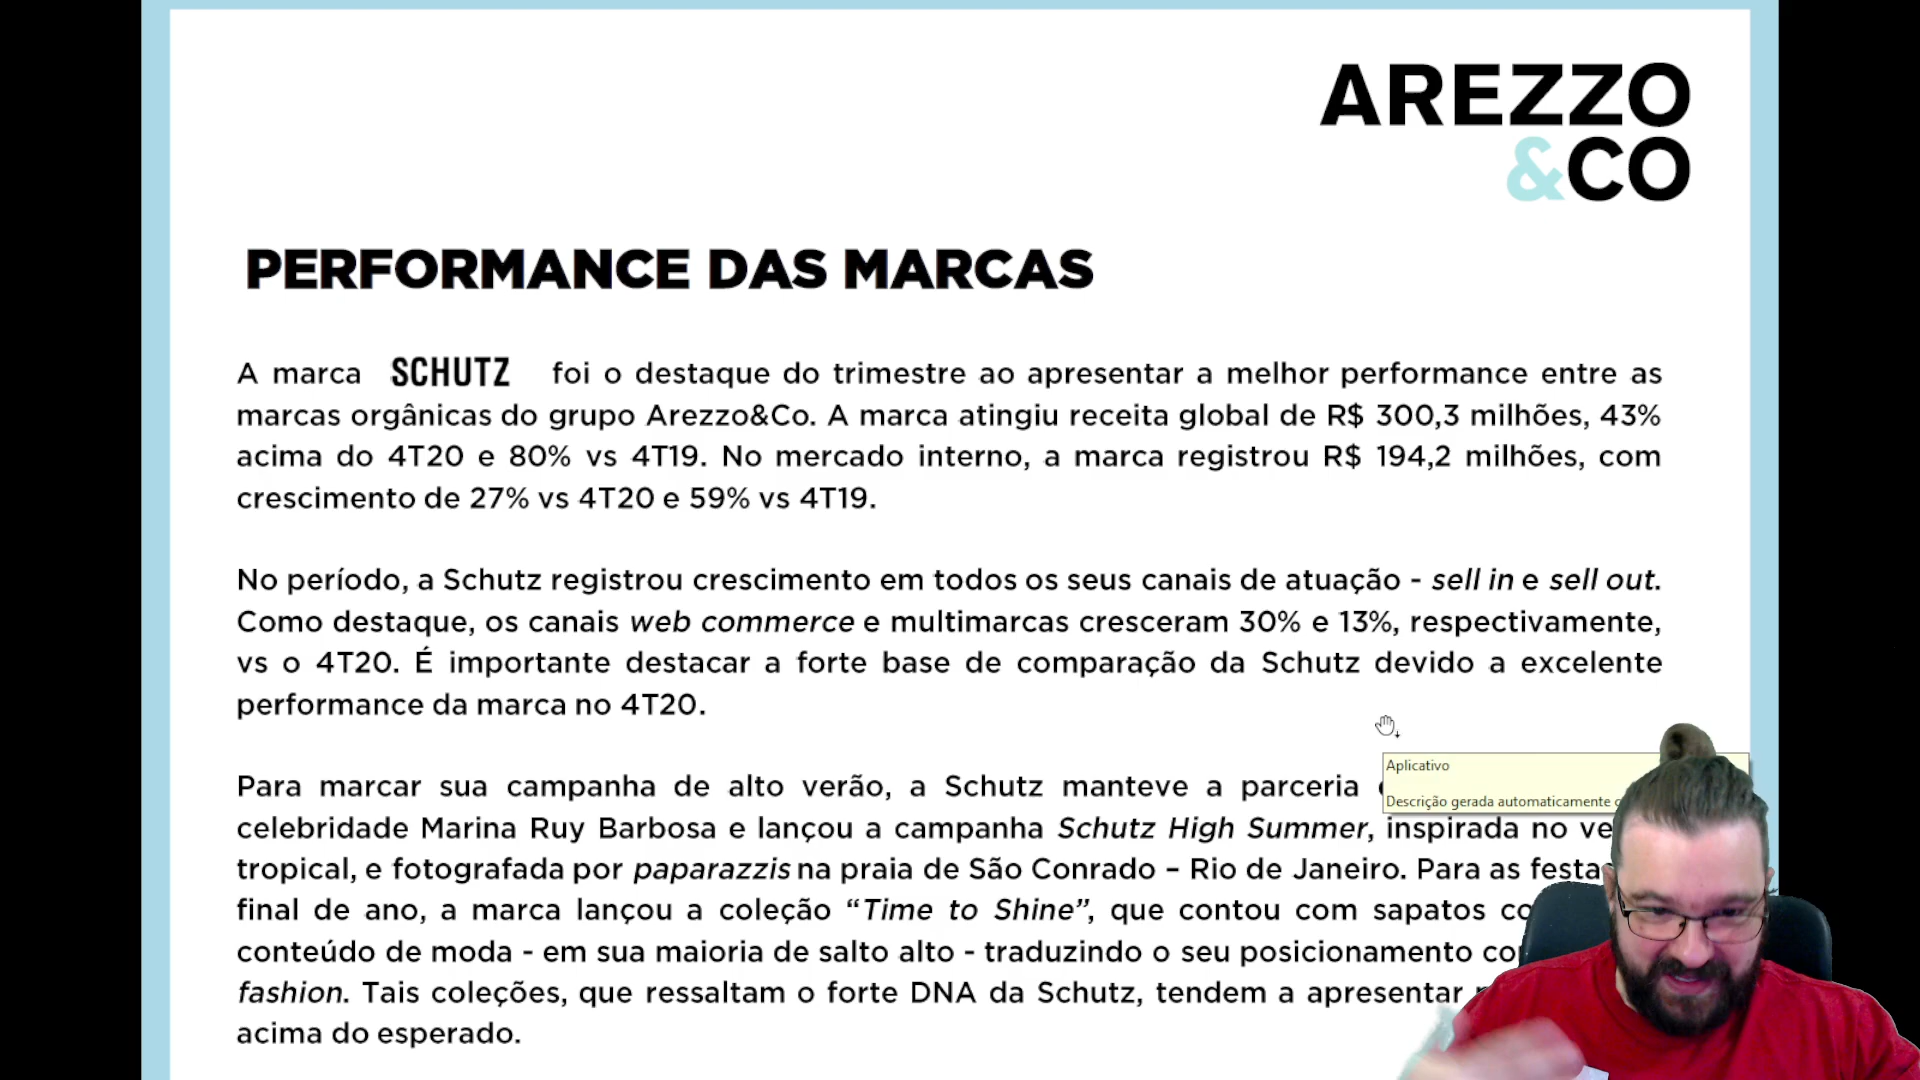 AREZZO
&CO
PERFORMANCE DAS MARCAS
A marca SCHUTZ foi o destaque do trimestre ao apresentar a melhor performance entre as
marcas orgânicas do grupo Arezzo&Co. A marca atingiu receita global de R$ 300,3 milhões, 43%
acima do 4T20 e 80% vs 4T19. No mercado interno, a marca registrou R$ 194,2 milhões, com
crescimento de 27% vs 4T20 e 59% vs 4T19.
No período, a Schutz registrou crescimento em todos os seus canais de atuação - sell in e sell out.
Como destaque, os canais web commerce e multimarcas cresceram 30% e 13%, respectivamente,
vs o 4T20. É importante destacar a forte base de comparação da Schutz devido a excelente
performance da marca no 4T20.
Para marcar sua campanha de alto verão, a Schutz manteve a parceria
Aplicativo
Descrição gerada automaticamente
celebridade Marina Ruy Barbosa e lançou a campanha Schutz High Summer, inspirada no
tropical, e fotografada por paparazzis na praia de São Conrado – Rio de Janeiro. Para as
final de ano, a marca lançou a coleção “Time to Shine”, que contou com sapatos
conteúdo de moda - em sua maioria de salto alto - traduzindo o seu posicionamento
fashion. Tais coleções, que ressaltam o forte DNA da Schutz, tendem a apresentar
acima do esperado.